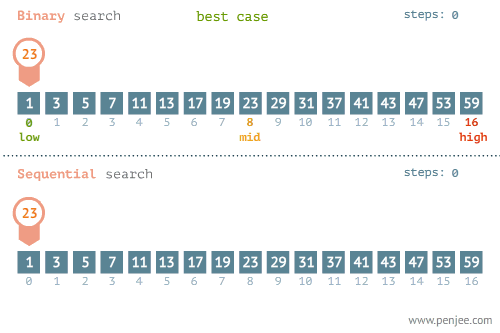 Binary search best case steps: 0
23
1 3 5 7 11 13 17 19 23 29 31 37 41 43 47 53 59
0 1 2 3 4 5 6 7 8 9 10 11 12 13 14 15 16
low mid high
Sequential search steps: 0
23
1 3 5 7 11 13 17 19 23 29 31 37 41 43 47 53 59
0 1 2 3 4 5 6 7 8 9 10 11 12 13 14 15 16
www.penjee.com